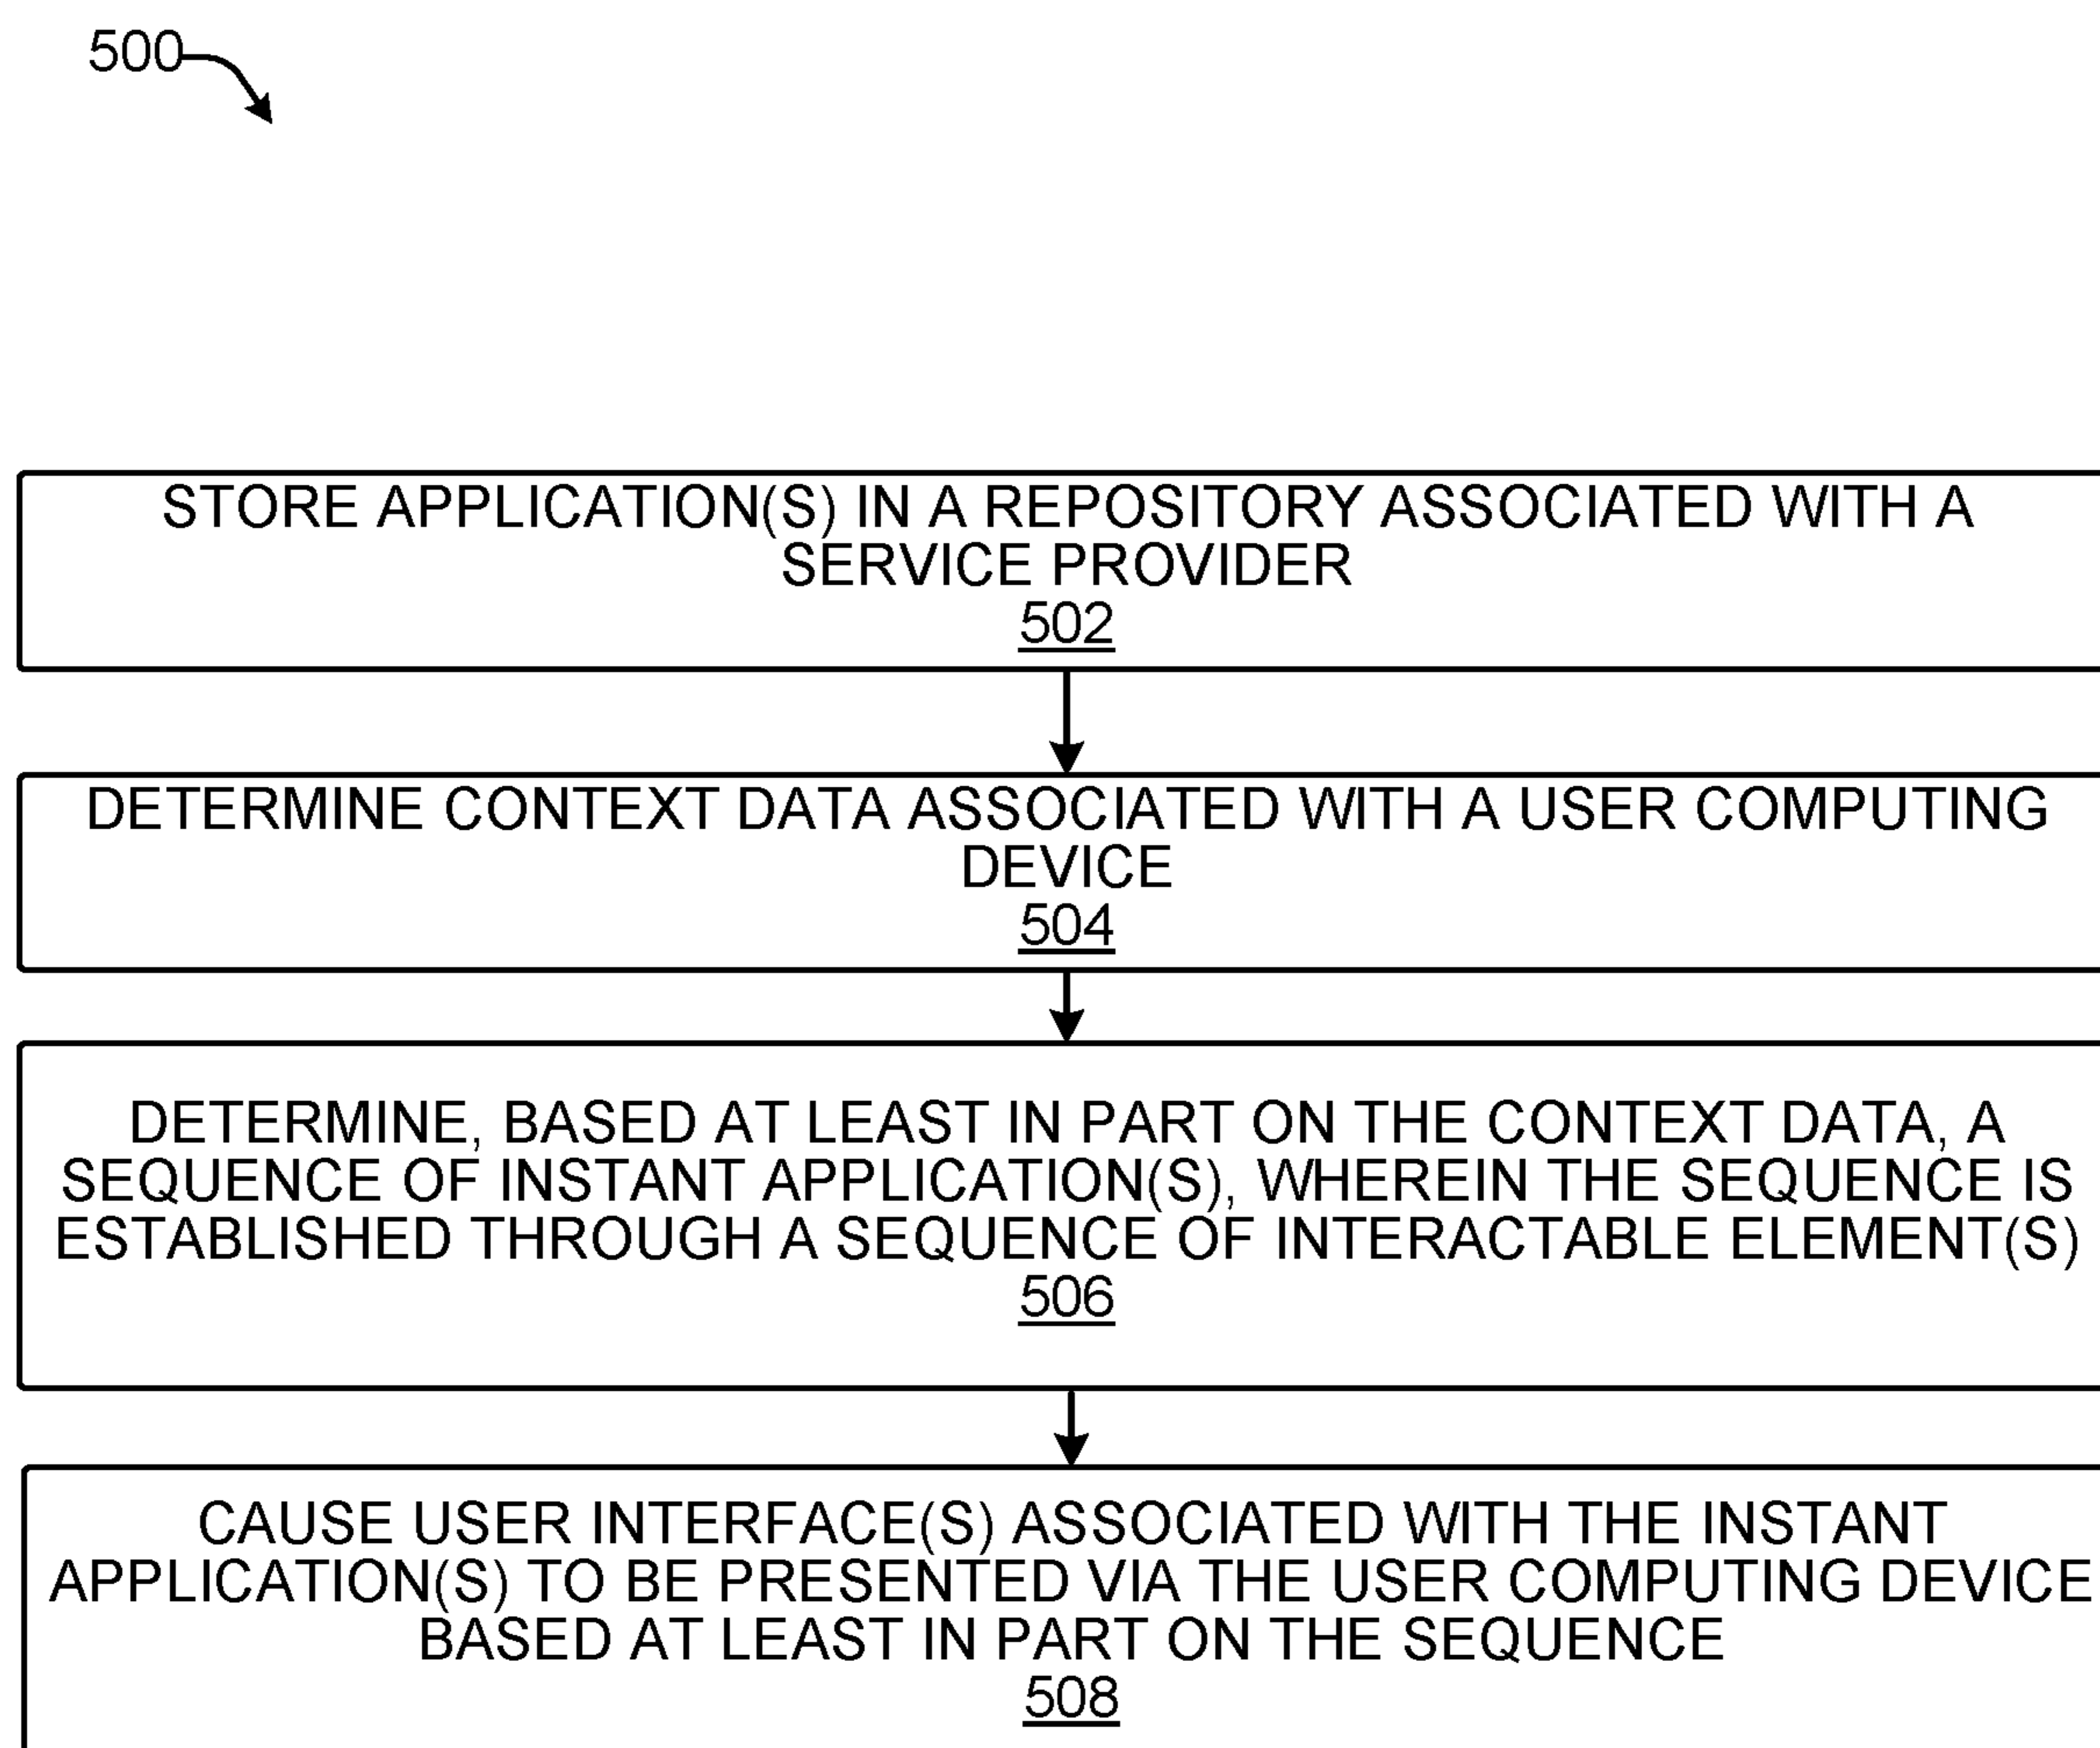 500
STORE APPLICATION(S) IN A REPOSITORY ASSOCIATED WITH A
SERVICE PROVIDER
502
DETERMINE CONTEXT DATA ASSOCIATED WITH A USER COMPUTING
DEVICE
504
DETERMINE, BASED AT LEAST IN PART ON THE CONTEXT DATA, A
SEQUENCE OF INSTANT APPLICATION(S), WHEREIN THE SEQUENCE IS
ESTABLISHED THROUGH A SEQUENCE OF INTERACTABLE ELEMENT(S)
506
CAUSE USER INTERFACE(S) ASSOCIATED WITH THE INSTANT
APPLICATION(S) TO BE PRESENTED VIA THE USER COMPUTING DEVICE
BASED AT LEAST IN PART ON THE SEQUENCE
508